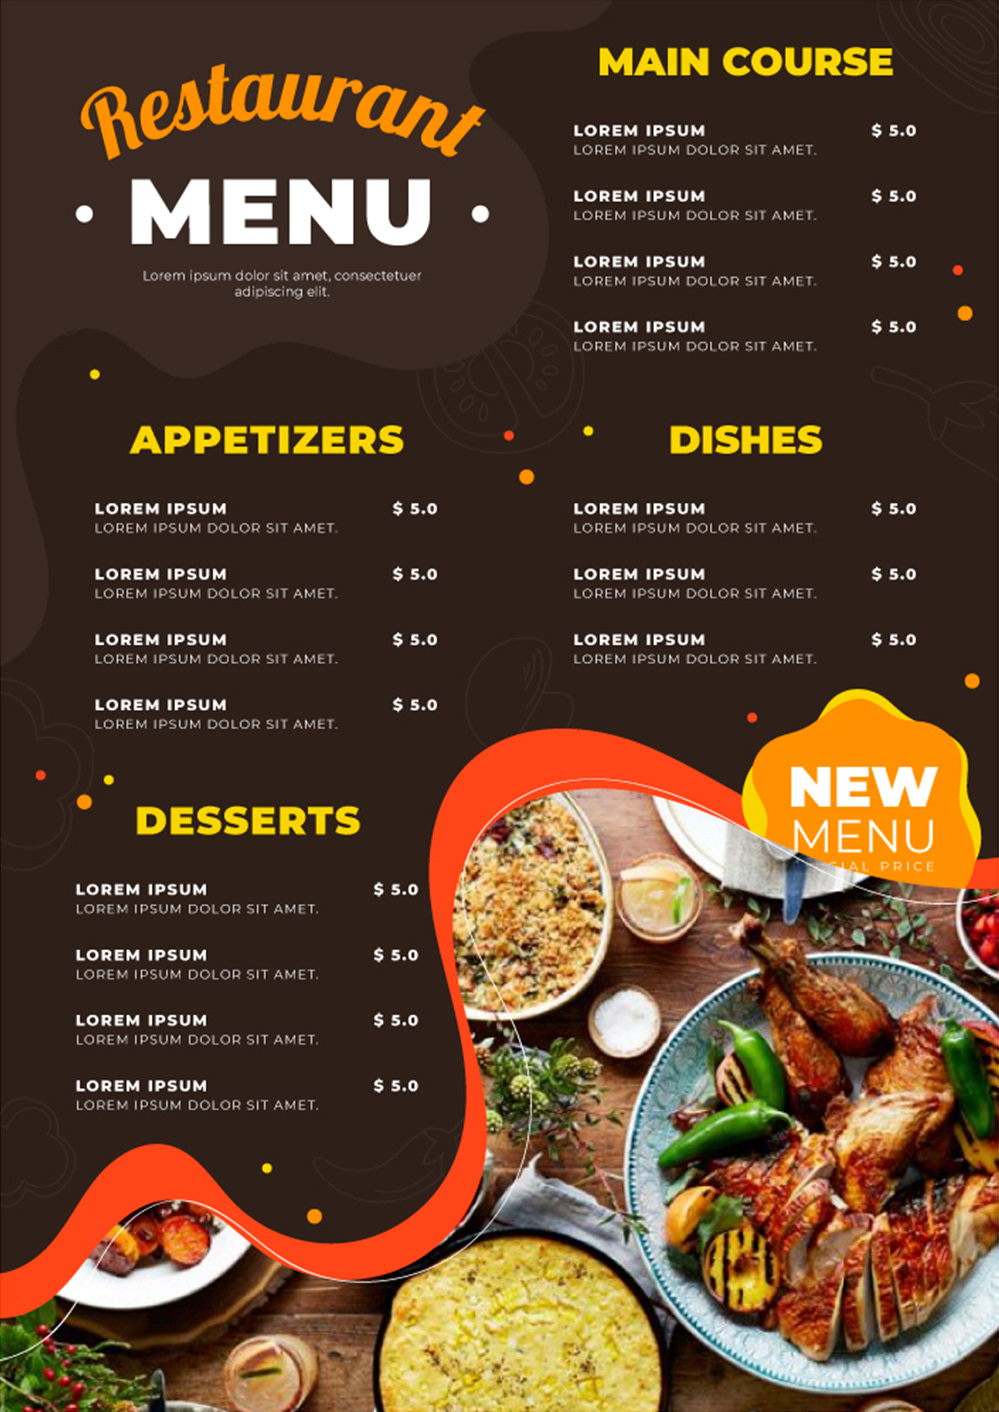 Restaurant
MENU
Lorem ipsum dolor sit amet, consectetuer
adipiscing elit.
MAIN COURSE
LOREM IPSUM $ 5.0
LOREM IPSUM DOLOR SIT AMET.
LOREM IPSUM $ 5.0
LOREM IPSUM DOLOR SIT AMET.
LOREM IPSUM $ 5.0
LOREM IPSUM DOLOR SIT AMET.
LOREM IPSUM $ 5.0
LOREM IPSUM DOLOR SIT AMET.
APPETIZERS
LOREM IPSUM $ 5.0
LOREM IPSUM DOLOR SIT AMET.
LOREM IPSUM $ 5.0
LOREM IPSUM DOLOR SIT AMET.
LOREM IPSUM $ 5.0
LOREM IPSUM DOLOR SIT AMET.
LOREM IPSUM $ 5.0
LOREM IPSUM DOLOR SIT AMET.
DISHES
LOREM IPSUM $ 5.0
LOREM IPSUM DOLOR SIT AMET.
LOREM IPSUM $ 5.0
LOREM IPSUM DOLOR SIT AMET.
LOREM IPSUM $ 5.0
LOREM IPSUM DOLOR SIT AMET.
DESSERTS
LOREM IPSUM $ 5.0
LOREM IPSUM DOLOR SIT AMET.
LOREM IPSUM $ 5.0
LOREM IPSUM DOLOR SIT AMET.
LOREM IPSUM $ 5.0
LOREM IPSUM DOLOR SIT AMET.
LOREM IPSUM $ 5.0
LOREM IPSUM DOLOR SIT AMET.
NEW
MENU
PRICE